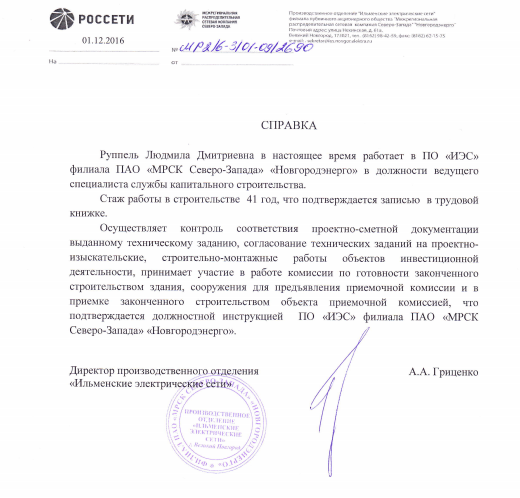 РОССЕТИ
МЕЖРЕГИОНАЛЬНАЯ
РАСПРЕДЕЛИТЕЛЬНАЯ
СЕТЕВАЯ КОМПАНИЯ
СЕВЕРО-ЗАПАДА
Производственное отделение "Ильменские электрические сети"
филиала публичного акционерного общества "Межрегиональная
распределительная сетевая компания Северо-Запада" "Новгородэнерго"
01.12.2016
№ МР2/6-3/01-09/2690
На
от
СПРАВКА
Руппель Людмила Дмитриевна в настоящее время работает в ПО «ИЭС»
филиала ПАО «МРСК Северо-Запада» «Новгородэнерго» в должности ведущего
специалиста службы капитального строительства.
Стаж работы в строительстве 41 год, что подтверждается записью в трудовой
книжке.
Осуществляет контроль соответствия проектно-сметной документации
выданному техническому заданию, согласование технических заданий на проектно-
изыскательские, строительно-монтажные работы объектов инвестиционной
деятельности, принимает участие в работе комиссии по готовности законченного
строительством здания, сооружения для предъявления приемочной комиссии и в
приемке законченного строительством объекта приемочной комиссией, что
подтверждается должностной инструкцией ПО «ИЭС» филиала ПАО «МРСК
Северо-Запада» «Новгородэнерго».
Директор производственного отделения
А.А. Гриценко
«Ильменские электрические сети»
ПРОИЗВОДСТВЕННОЕ
ОТДЕЛЕНИЕ
«ИЛЬМЕНСКИЕ
ЭЛЕКТРИЧЕСКИЕ
СЕТИ»
Великий Новгород